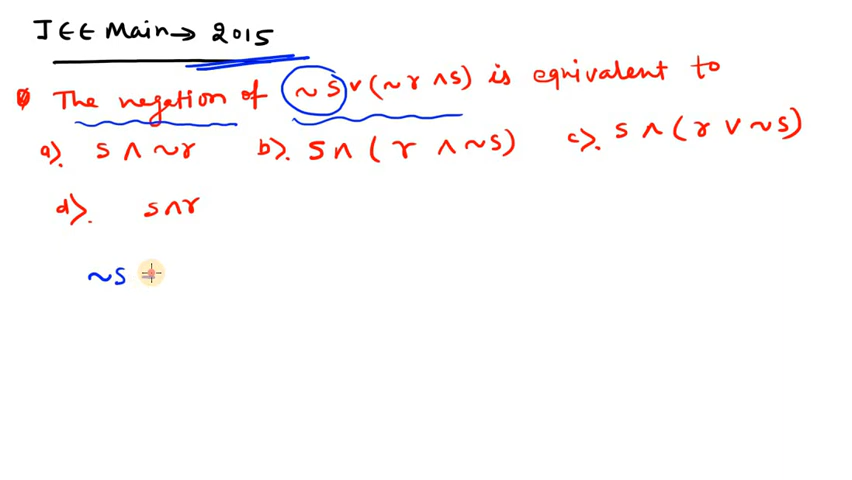 JEE Main→ 2015
Q The negation of ~s ∨ (~r ∧ s) is equivalent to
a). s ∧ ~r b). s ∧ ( r ∧ ~s) c). s ∧ ( r ∨ ~s)
d). s ∧ r
~s